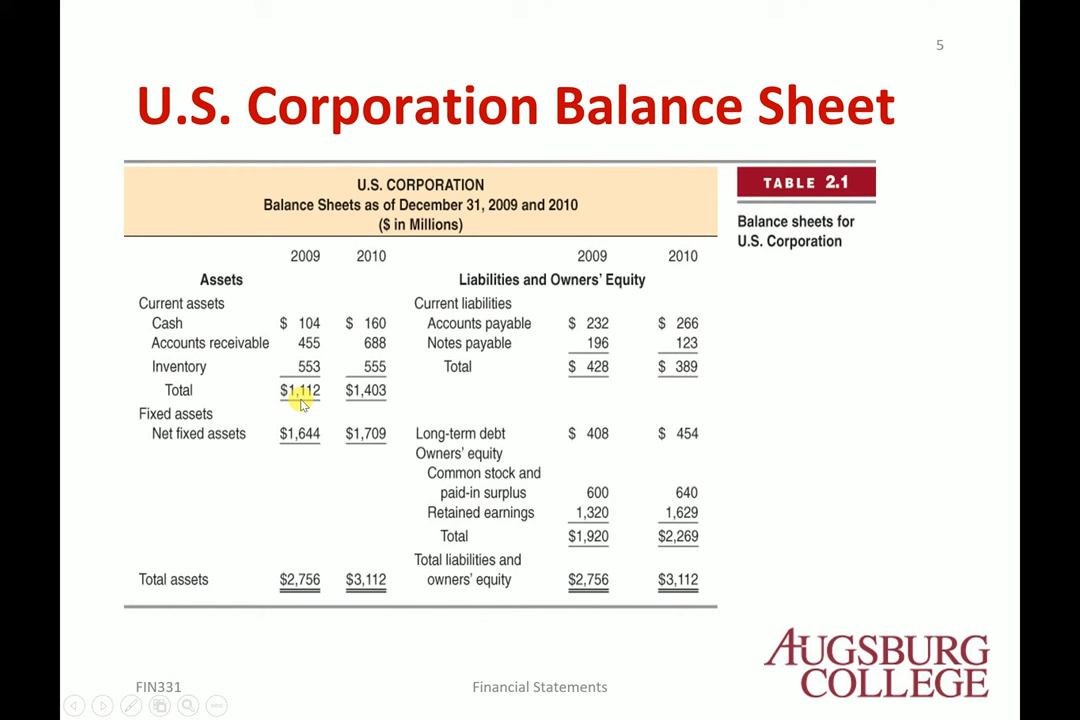 5
U.S. Corporation Balance Sheet
U.S. CORPORATION
Balance Sheets as of December 31, 2009 and 2010
($ in Millions)
TABLE 2.1
Balance sheets for
U.S. Corporation
2009 2010 2009 2010
Assets Liabilities and Owners' Equity
Current assets Current liabilities
Cash $ 104 $ 160 Accounts payable $ 232 $ 266
Accounts receivable 455 688 Notes payable 196 123
Inventory 553 555 Total $ 428 $ 389
Total $1,112 $1,403
Fixed assets
Net fixed assets $1,644 $1,709 Long-term debt $ 408 $ 454
Owners' equity
Common stock and
paid-in surplus 600 640
Retained earnings 1,320 1,629
Total $1,920 $2,269
Total liabilities and
Total assets $2,756 $3,112 owners' equity $2,756 $3,112
AUGSBURG
COLLEGE
FIN331 Financial Statements